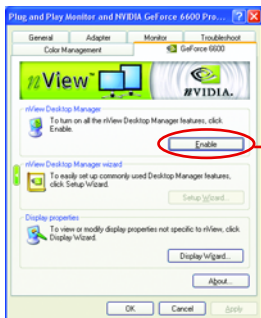 Plug and Play Monitor and NVIDIA GeForce 6600 Pro... ?
General Adapter Monitor Troubleshoot
Color Management GeForce 6600
nView
NVIDIA.
nView Desktop Manager
To turn on all the nView Desktop Manager features, click
Enable.
Enable
nView Desktop Manager wizard
To easily set up commonly used Desktop Manager features,
click Setup Wizard.
Setup Wizard...
Display properties
To view or modify display properties not specific to nView, click
Display Wizard.
Display Wizard...
About...
OK Cancel Apply